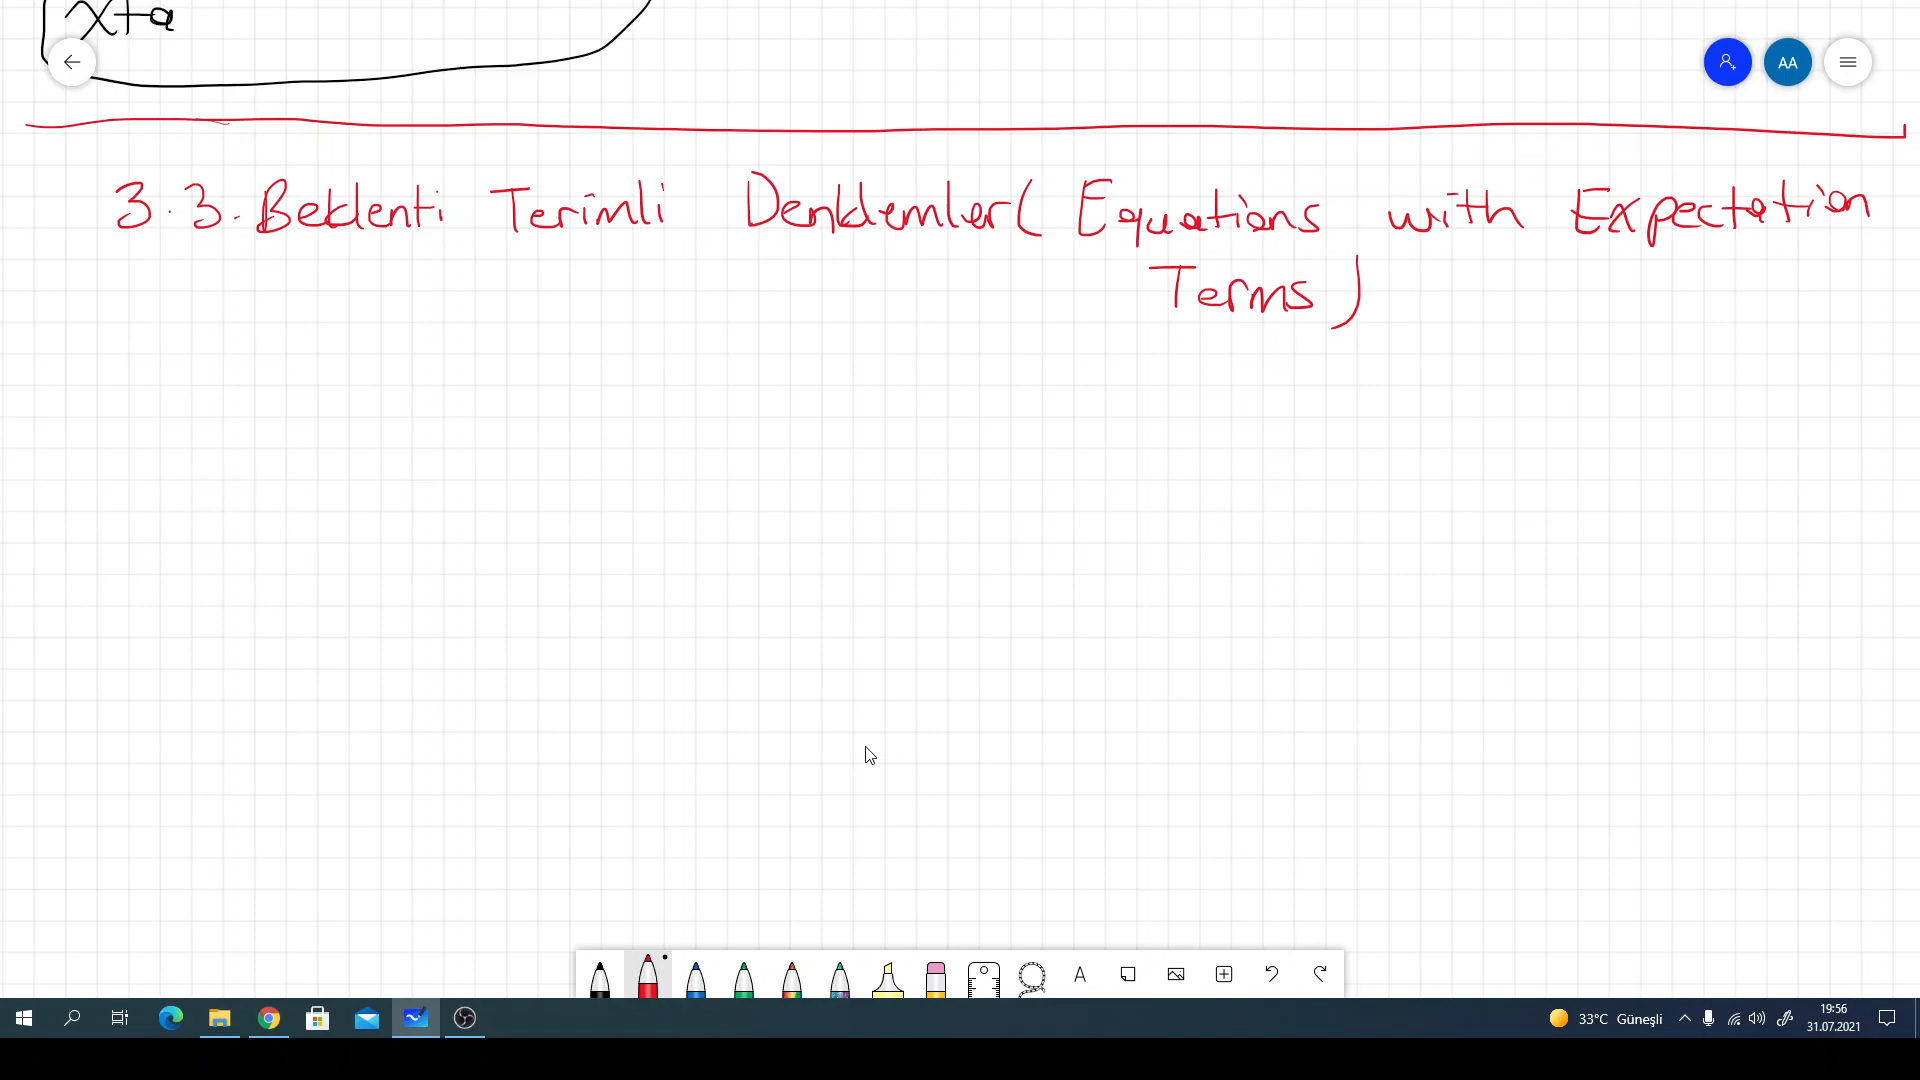 x+a
AA
3.3. Beklenti Terimli Denklemler( Equations with Expectation
Terms)
A
33°C Güneşli
19:56
31.07.2021